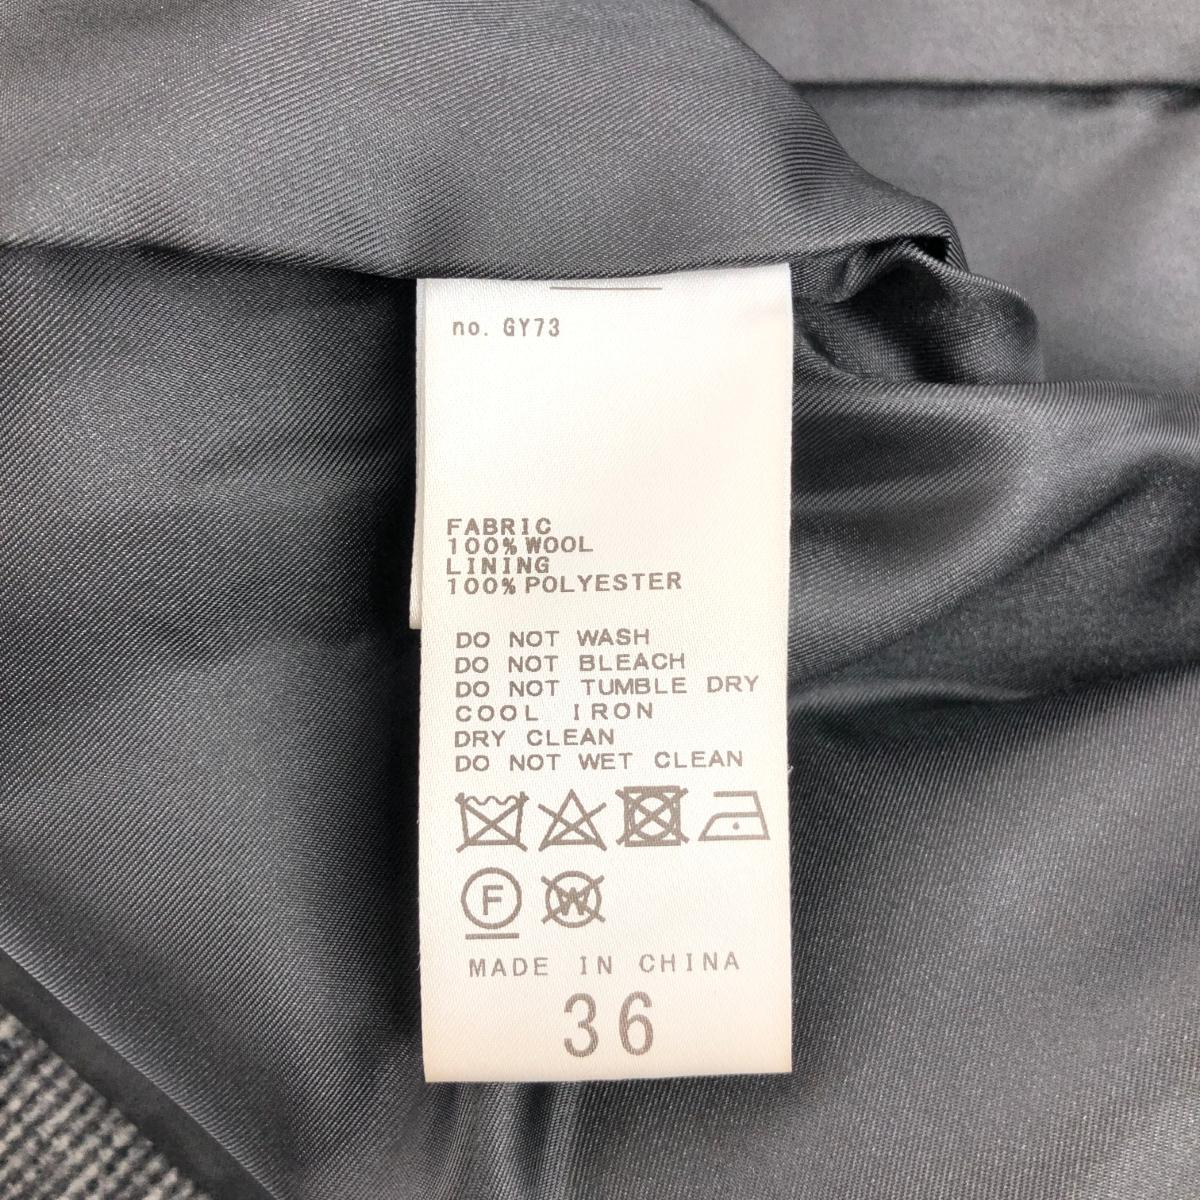 no. GY73
FABRIC
100% WOOL
LINING
100% POLYESTER
DO NOT WASH
DO NOT BLEACH
DO NOT TUMBLE DRY
COOL IRON
DRY CLEAN
DO NOT WET CLEAN
F W
MADE IN CHINA
36